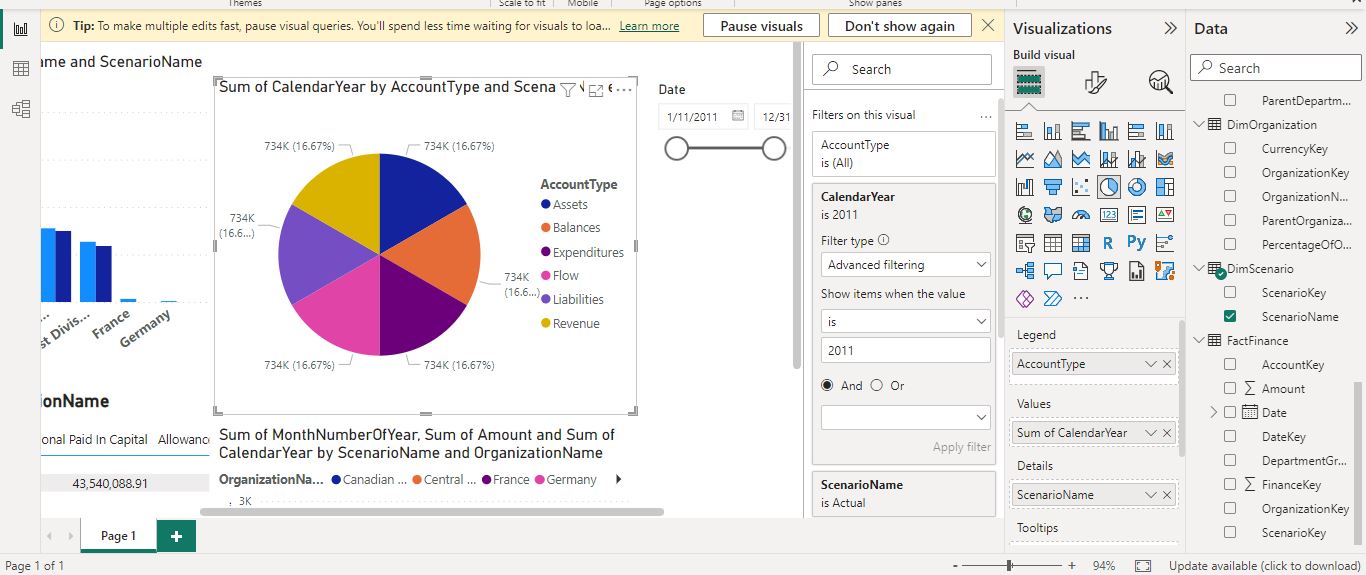 Themes
Scale to fit
Mobile
Page options
Show panes
Tip: To make multiple edits fast, pause visual queries. You'll spend less time waiting for visuals to loa... Learn more
Pause visuals
Don't show again
me and ScenarioName
st Divis...
France
Germany
ionName
onal Paid In Capital Allowanc
43,540,088.91
Sum of CalendarYear by AccountType and Scena
734K (16.67%)
734K (16.67%)
734K
(16.6...)
734K
(16.6...)
734K (16.67%)
734K (16.67%)
AccountType
Assets
Balances
Expenditures
Flow
Liabilities
Revenue
Sum of MonthNumberOfYear, Sum of Amount and Sum of
CalendarYear by ScenarioName and OrganizationName
OrganizationNa... Canadian ... Central ... France Germany
3K
Date
1/11/2011
12/31
Search
Filters on this visual
...
AccountType
is (All)
CalendarYear
is 2011
Filter type
Advanced filtering
Show items when the value
is
2011
And Or
Apply filter
ScenarioName
is Actual
Visualizations
Build visual
123
R
Py
...
Legend
AccountType
Values
Sum of CalendarYear
Details
ScenarioName
Tooltips
Data
Search
ParentDepartm...
DimOrganization
CurrencyKey
OrganizationKey
OrganizationN...
ParentOrganiza...
PercentageOfO...
DimScenario
ScenarioKey
ScenarioName
FactFinance
AccountKey
Amount
Date
DateKey
DepartmentGr...
FinanceKey
OrganizationKey
ScenarioKey
Page 1
+
Page 1 of 1
- + 94%
Update available (click to download)